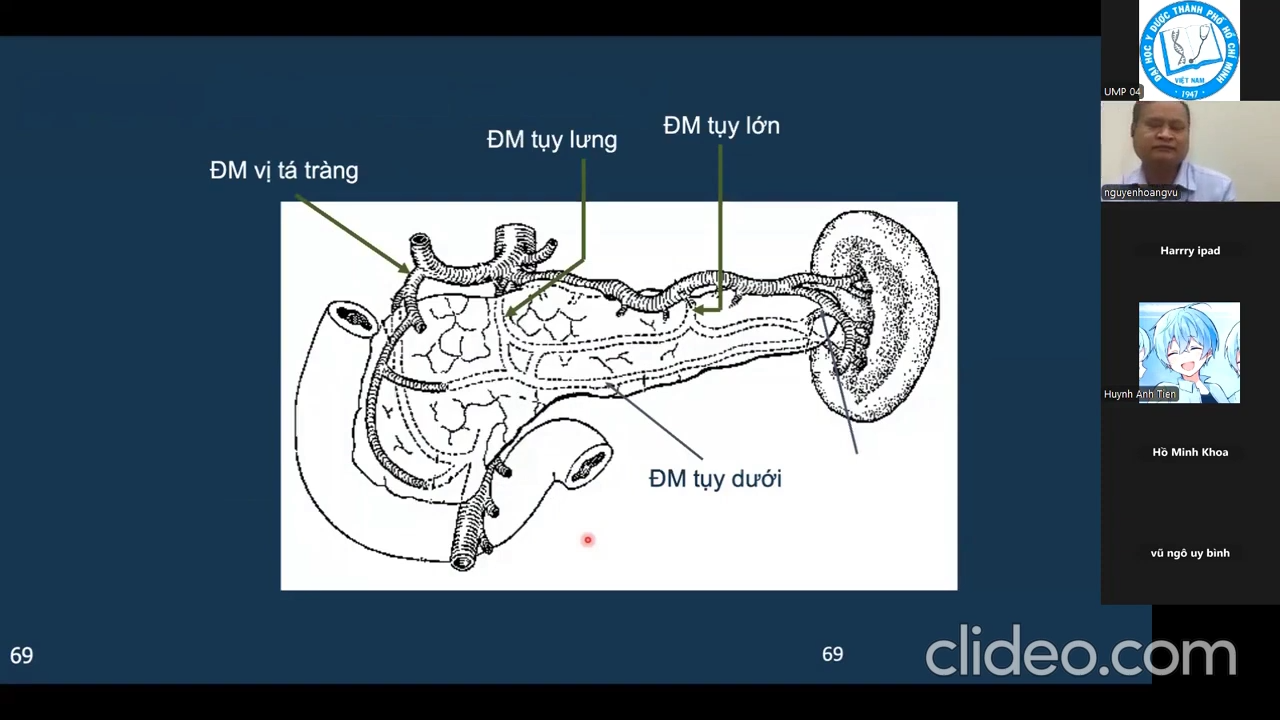 ĐM tụy lớn
ĐM tụy lưng
ĐM vị tá tràng
ĐM tụy dưới
69
69
clideo.com
ĐẠI HỌC Y DƯỢC THÀNH PHỐ HỒ CHÍ MINH
VIỆT NAM
1947
UMP 04
nguyenhoangvu
Harrry ipad
Huynh Anh Tien
Hồ Minh Khoa
vũ ngô uy bình